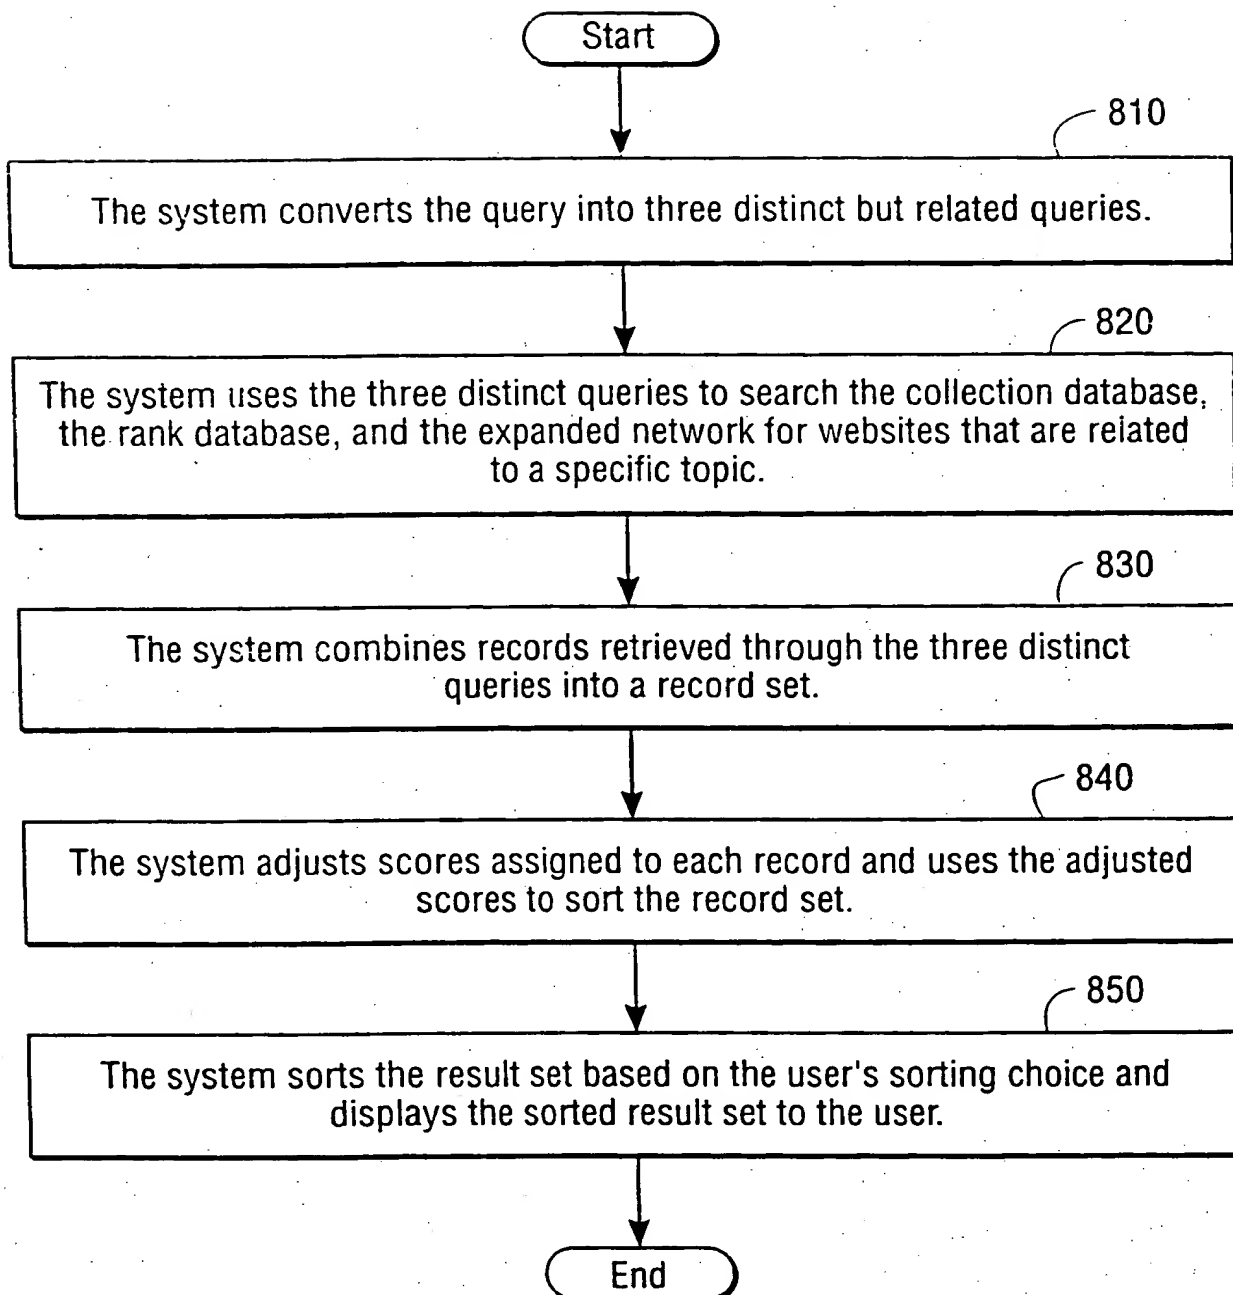 Start
810
The system converts the query into three distinct but related queries.
820
The system uses the three distinct queries to search the collection database,
the rank database, and the expanded network for websites that are related
to a specific topic.
830
The system combines records retrieved through the three distinct
queries into a record set.
840
The system adjusts scores assigned to each record and uses the adjusted
scores to sort the record set.
850
The system sorts the result set based on the user's sorting choice and
displays the sorted result set to the user.
End